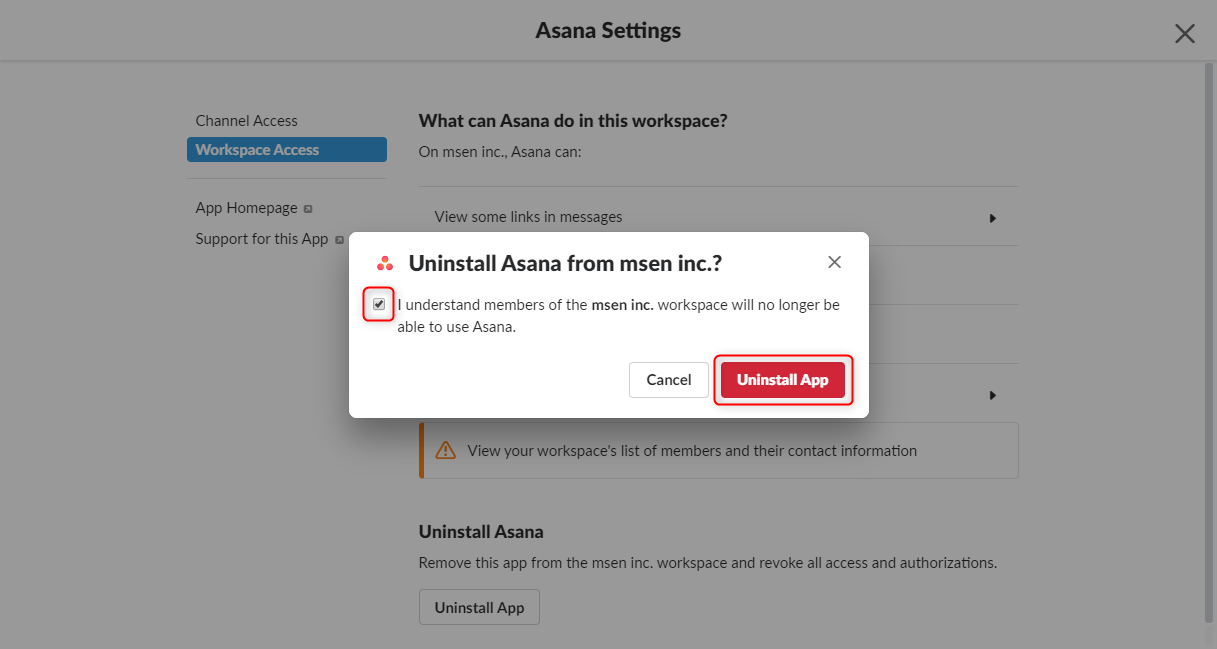 Asana Settings
Channel Access
Workspace Access
App Homepage
Support for this App
What can Asana do in this workspace?
On msen inc., Asana can:
View some links in messages
Uninstall Asana from msen inc.?
I understand members of the msen inc. workspace will no longer be
able to use Asana.
Cancel
Uninstall App
View your workspace's list of members and their contact information
Uninstall Asana
Remove this app from the msen inc. workspace and revoke all access and authorizations.
Uninstall App